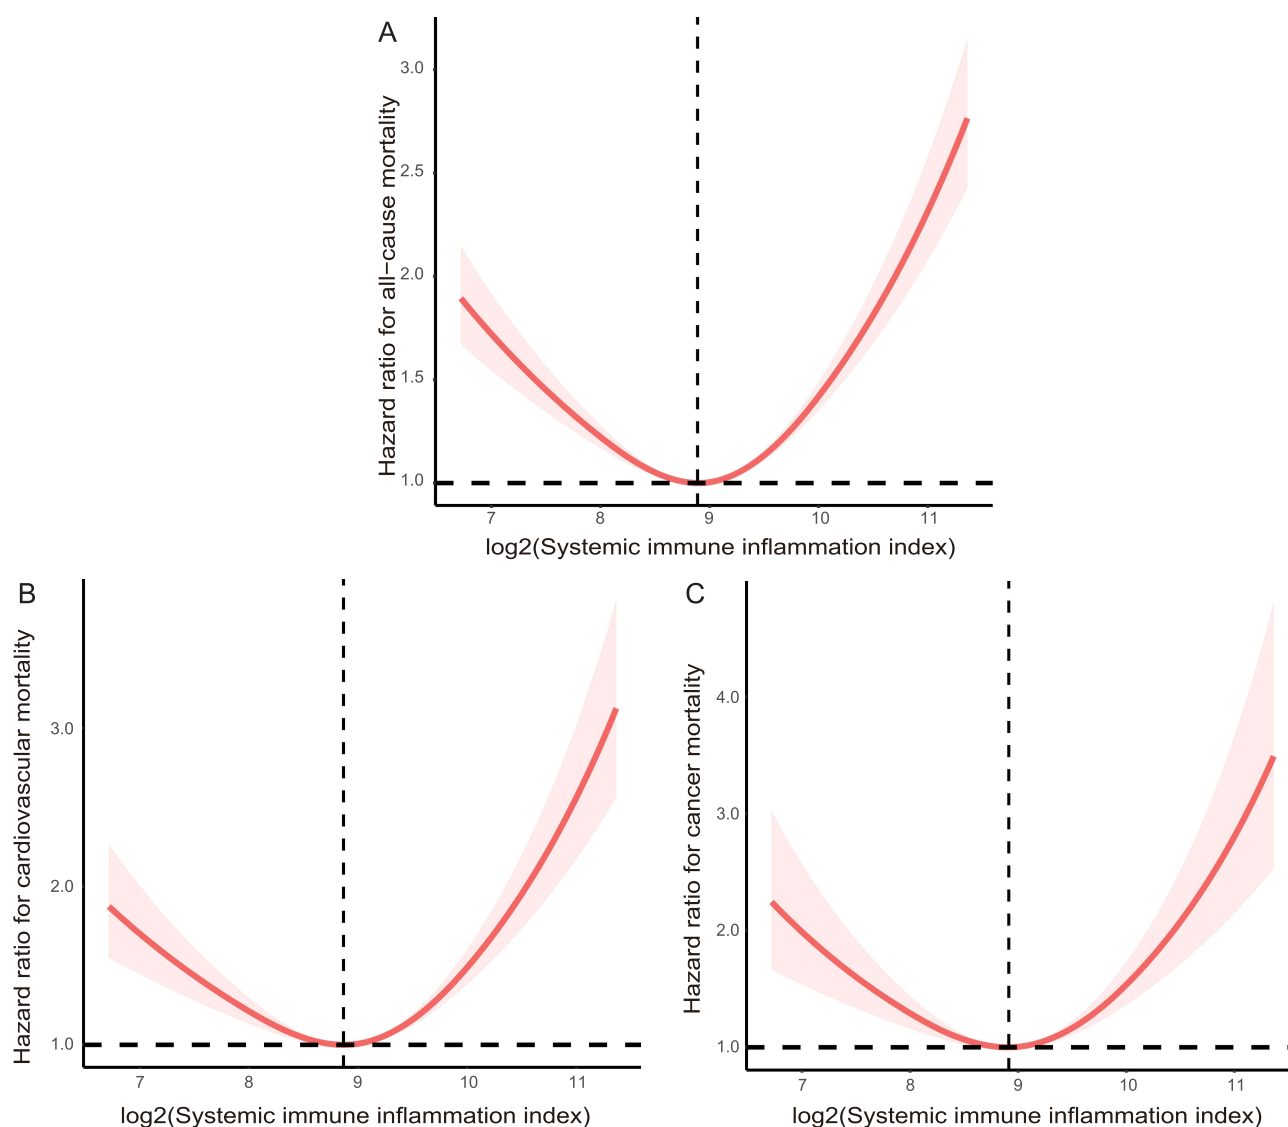 A
Hazard ratio for all−cause mortality
3.0
2.5
2.0
1.5
1.0
7 8 9 10 11
log2(Systemic immune inflammation index)
B
Hazard ratio for cardiovascular mortality
3.0
2.0
1.0
7 8 9 10 11
log2(Systemic immune inflammation index)
C
Hazard ratio for cancer mortality
4.0
3.0
2.0
1.0
7 8 9 10 11
log2(Systemic immune inflammation index)